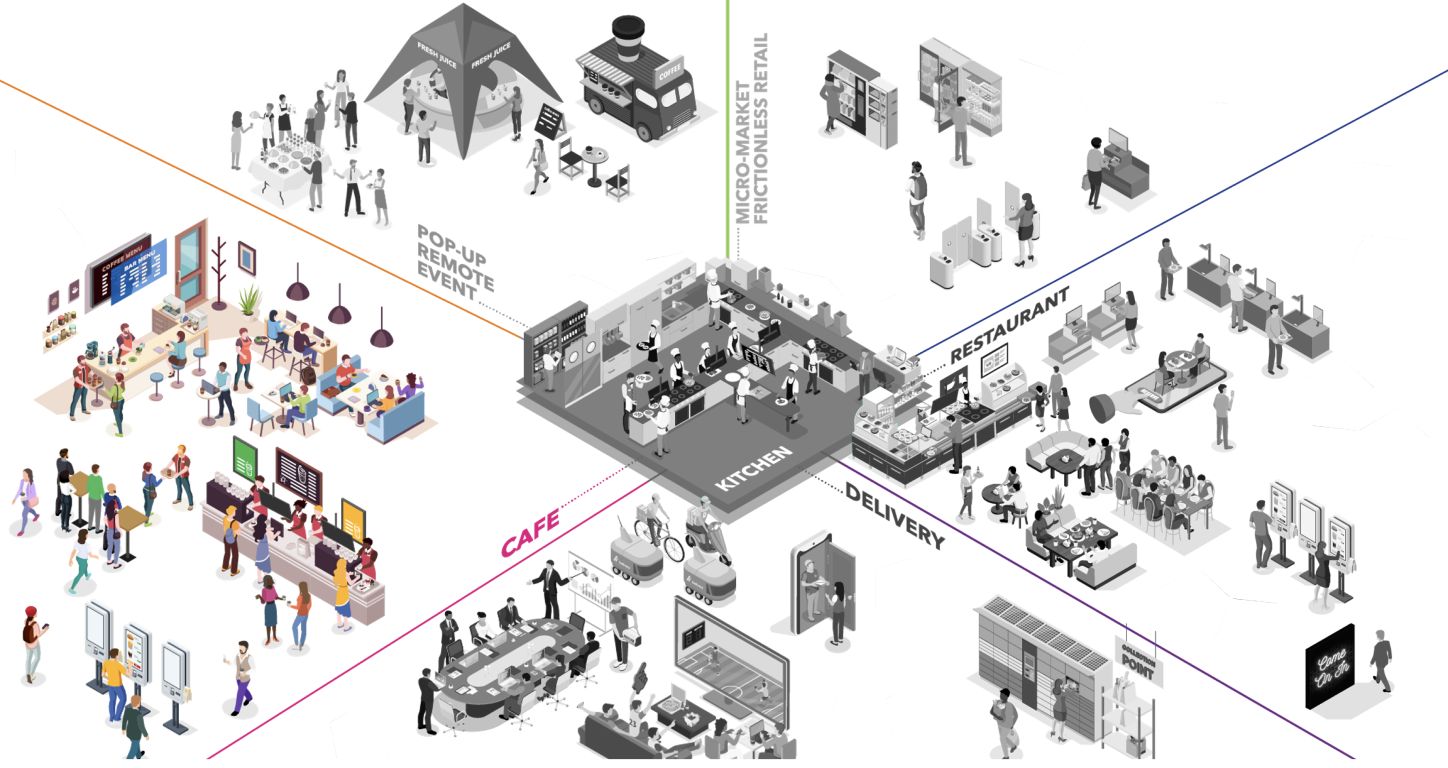 FRESH JUICE
FRESH JUICE
COFFEE
MICRO-MARKET
FRICTIONLESS RETAIL
POP-UP
REMOTE
EVENT
COFFEE MENU
BAR MENU
RESTAURANT
KITCHEN
CAFE
DELIVERY
23
COLLECTION
POINT
Come
On In